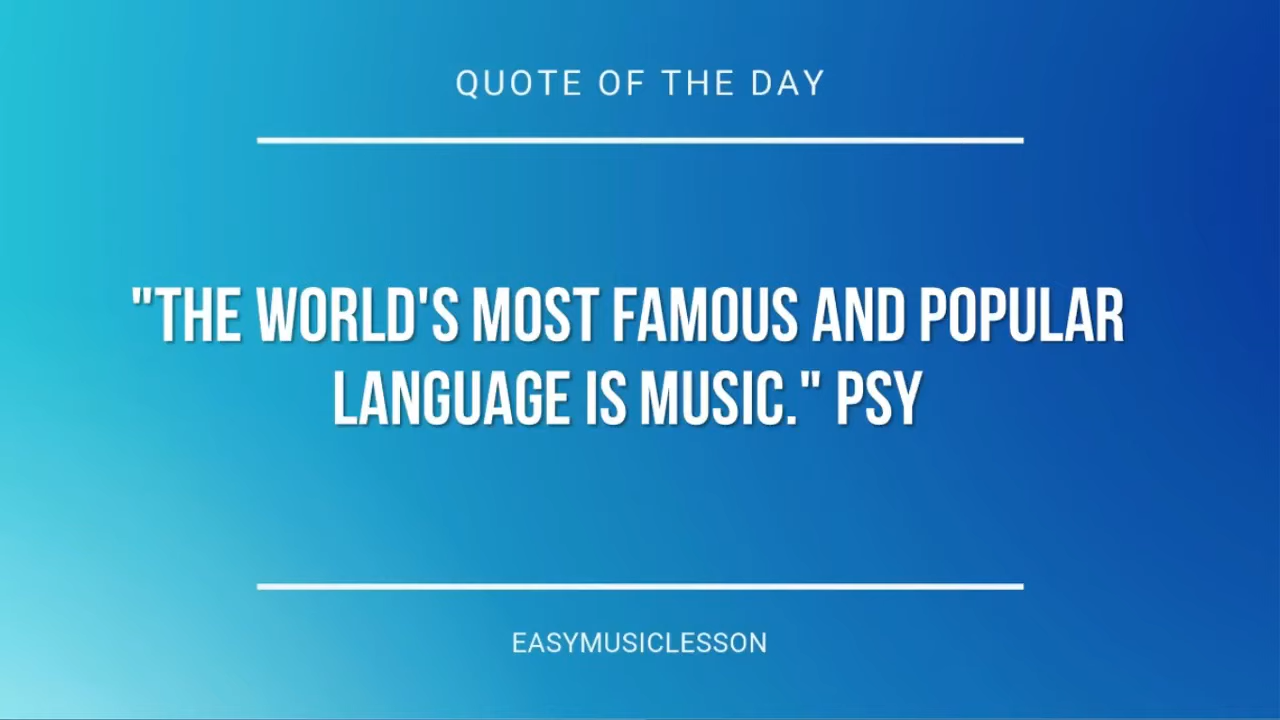 QUOTE OF THE DAY
"THE WORLD'S MOST FAMOUS AND POPULAR
LANGUAGE IS MUSIC." PSY
EASYMUSICLESSON